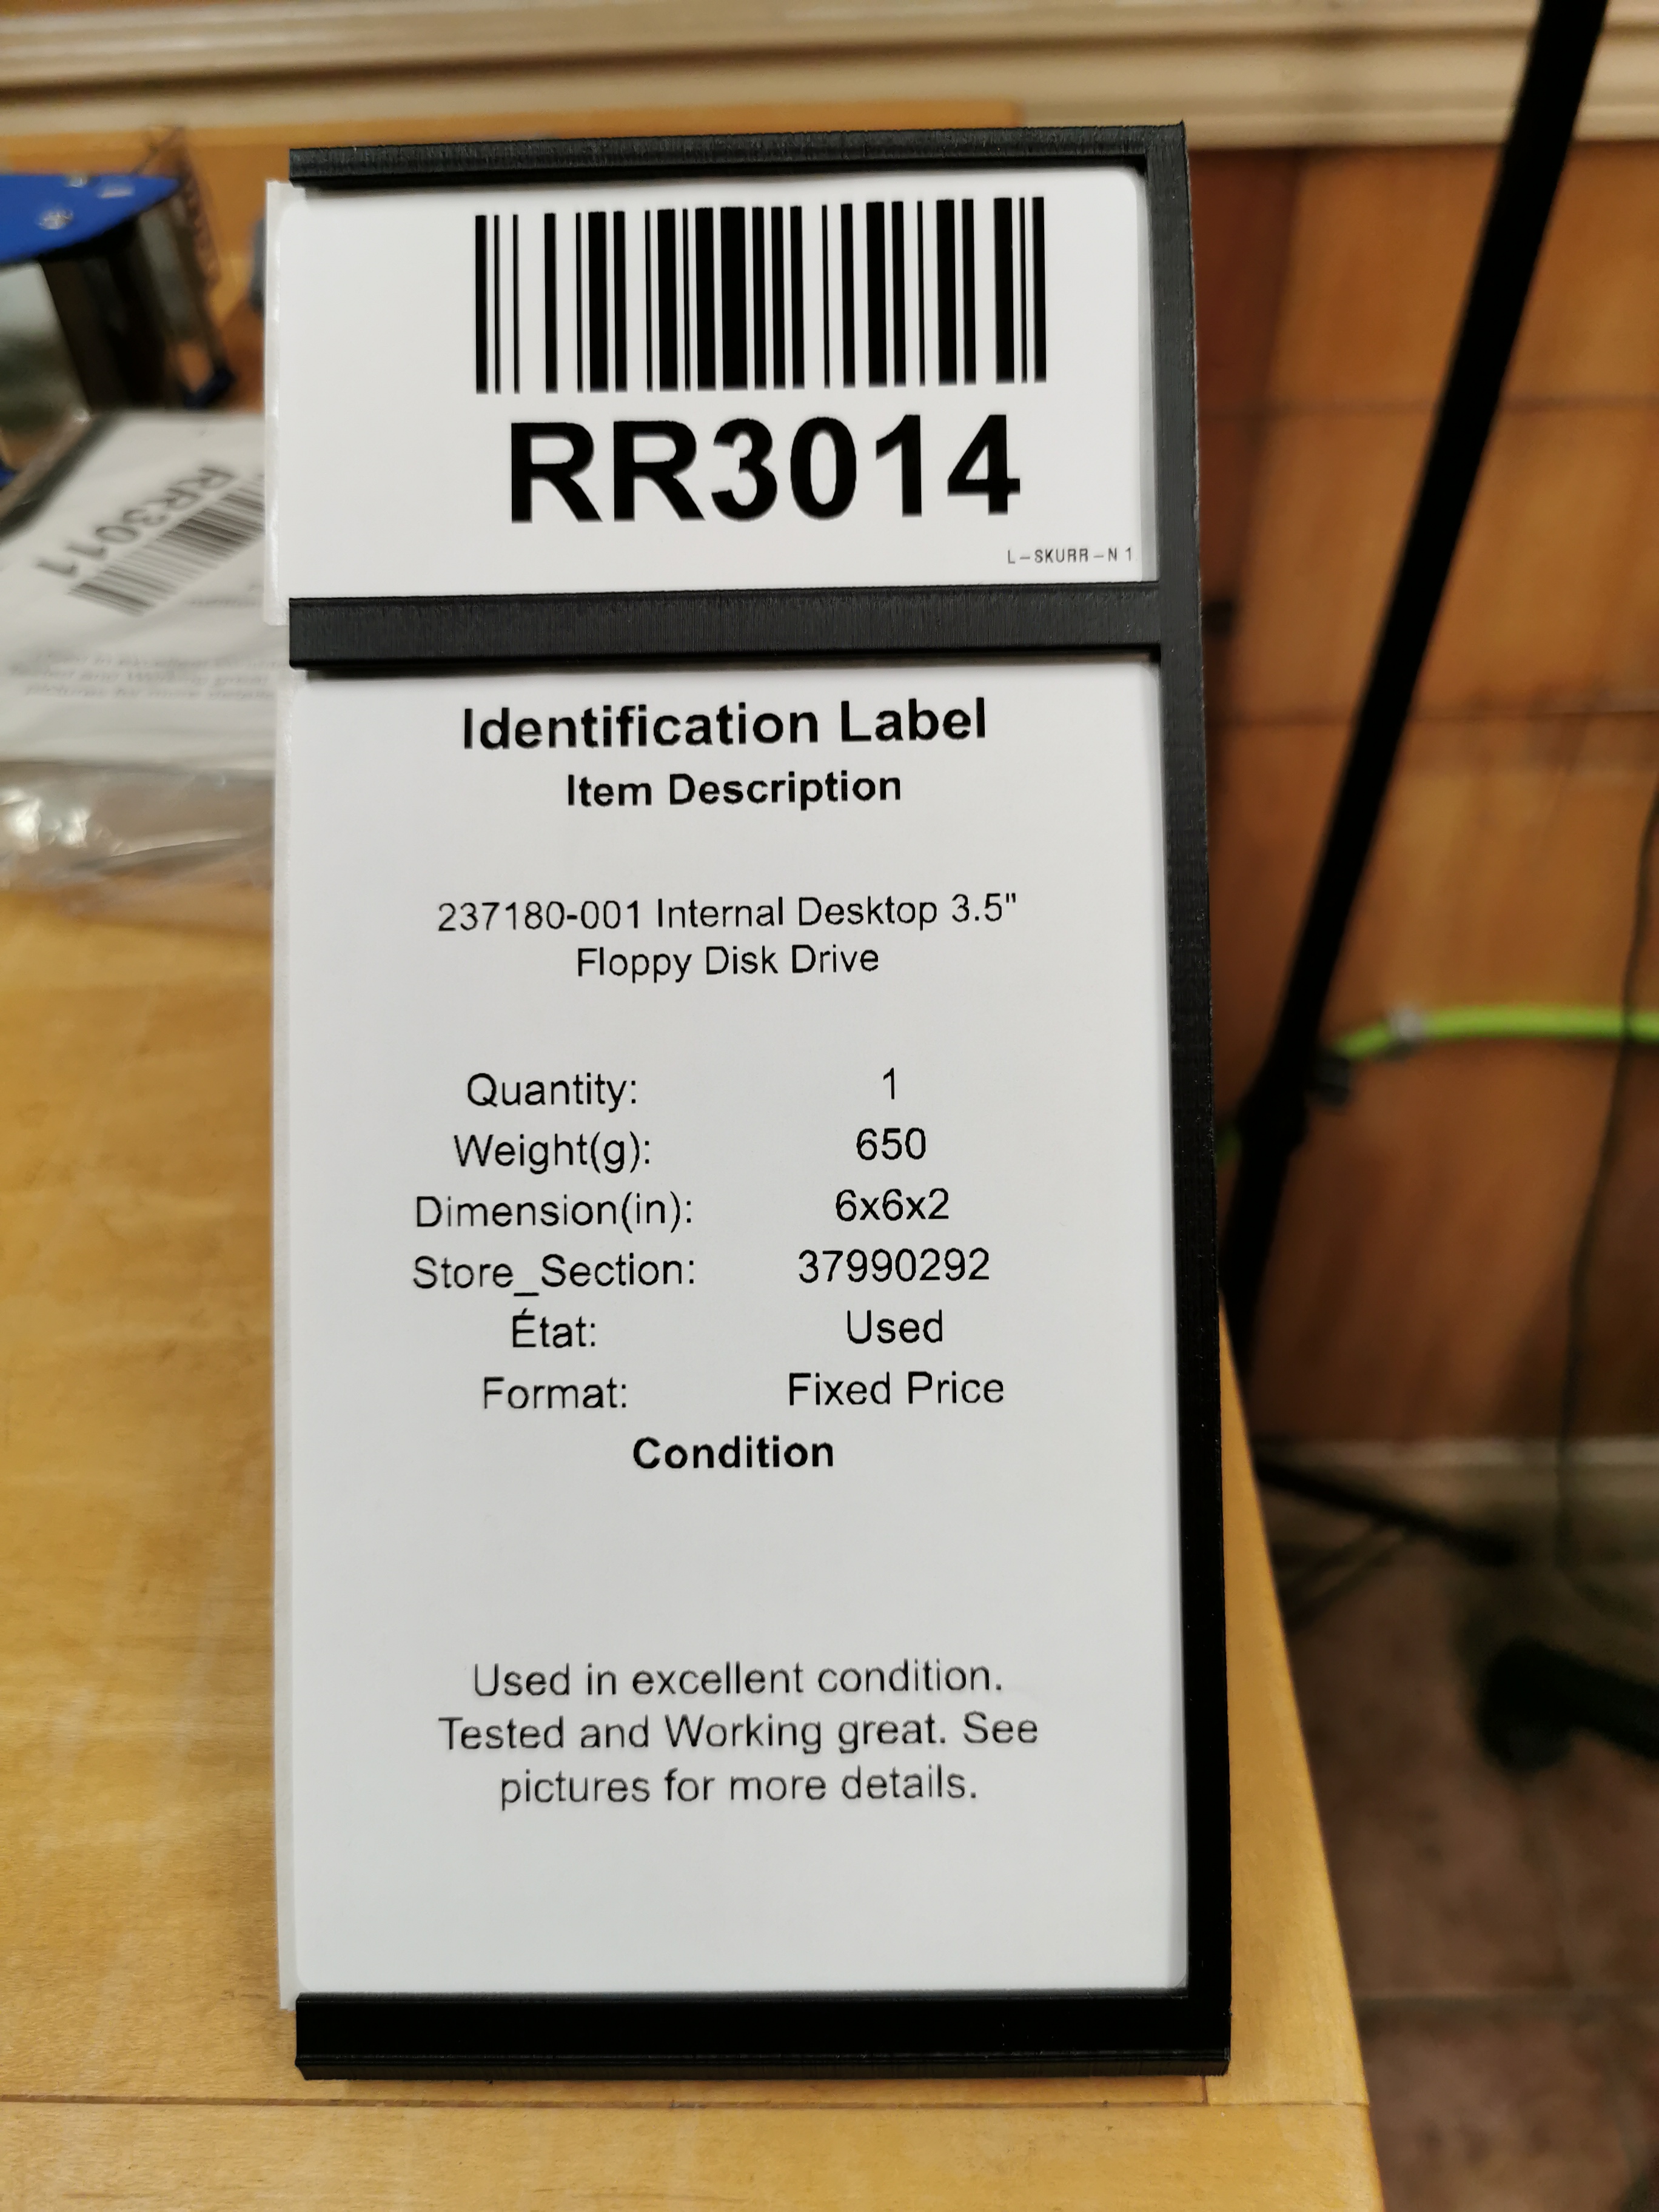 RR3014
L-SKURR-N 1
Identification Label
Item Description
237180-001 Internal Desktop 3.5"
Floppy Disk Drive
Quantity: 1
Weight(g): 650
Dimension(in): 6x6x2
Store_Section: 37990292
État: Used
Format: Fixed Price
Condition
Used in excellent condition.
Tested and Working great. See
pictures for more details.
RR3011